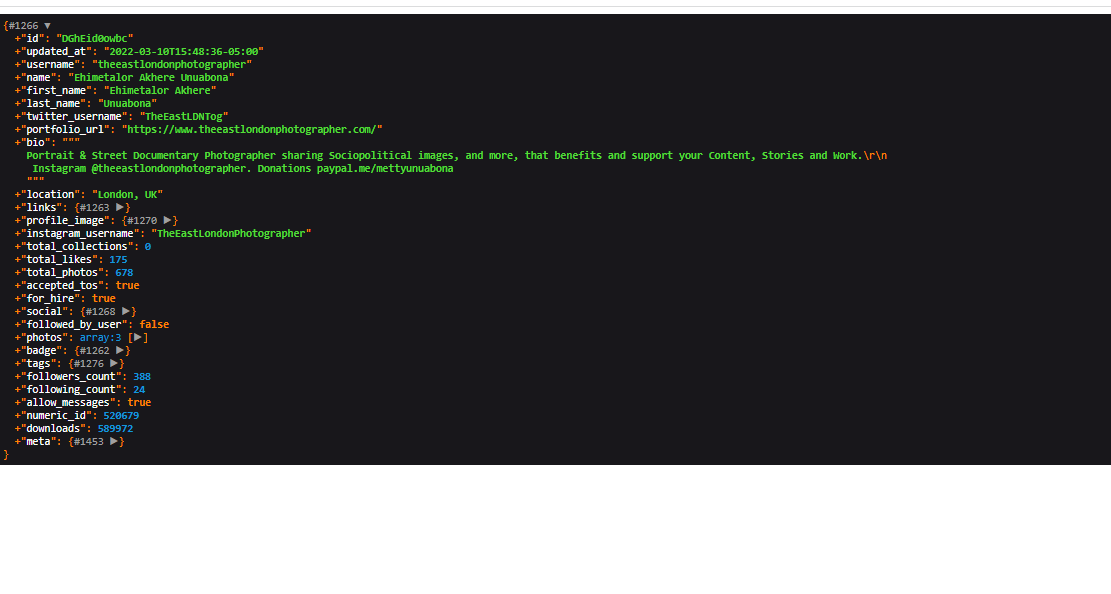 {#1266 ▼
+"id": "DGhEid0owbc"
+"updated_at": "2022-03-10T15:48:36-05:00"
+"username": "theeastlondonphotographer"
+"name": "Ehimetalor Akhere Unuabona"
+"first_name": "Ehimetalor Akhere"
+"last_name": "Unuabona"
+"twitter_username": "TheEastLDNTog"
+"portfolio_url": "https://www.theeastlondonphotographer.com/"
+"bio": """
Portrait & Street Documentary Photographer sharing Sociopolitical images, and more, that benefits and support your Content, Stories and Work.\r\n
Instagram @theeastlondonphotographer. Donations paypal.me/mettyunuabona
"""
+"location": "London, UK"
+"links": {#1263 ▶}
+"profile_image": {#1270 ▶}
+"instagram_username": "TheEastLondonPhotographer"
+"total_collections": 0
+"total_likes": 175
+"total_photos": 678
+"accepted_tos": true
+"for_hire": true
+"social": {#1268 ▶}
+"followed_by_user": false
+"photos": array:3 [▶]
+"badge": {#1262 ▶}
+"tags": {#1276 ▶}
+"followers_count": 388
+"following_count": 24
+"allow_messages": true
+"numeric_id": 520679
+"downloads": 589972
+"meta": {#1453 ▶}
}